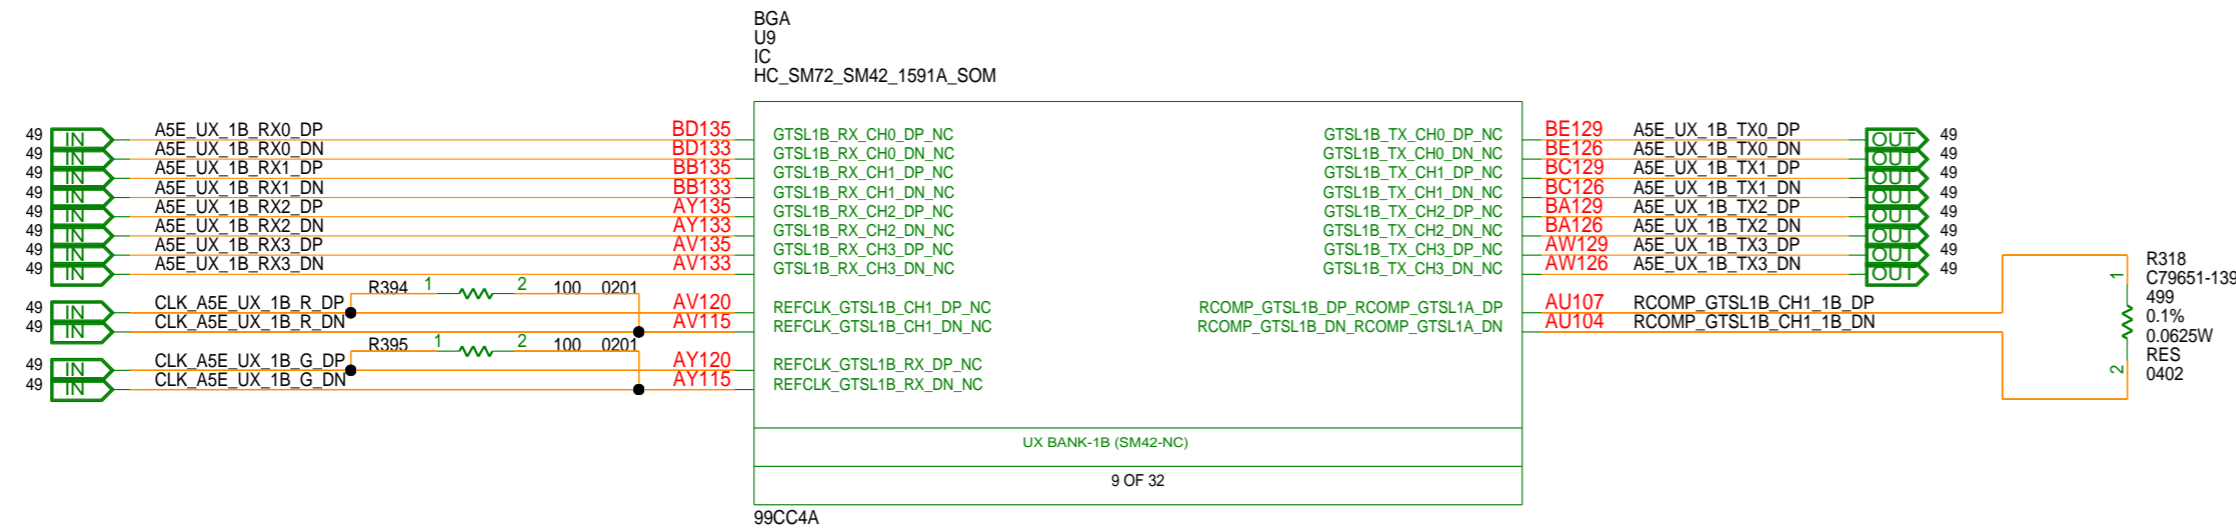 BGA
U9
IC
HC_SM72_SM42_1591A_SOM
49 IN A5E_UX_1B_RX0_DP BD135 GTSL1B_RX_CH0_DP_NC GTSL1B_TX_CH0_DP_NC BE129 A5E_UX_1B_TX0_DP OUT 49
49 IN A5E_UX_1B_RX0_DN BD133 GTSL1B_RX_CH0_DN_NC GTSL1B_TX_CH0_DN_NC BE126 A5E_UX_1B_TX0_DN OUT 49
49 IN A5E_UX_1B_RX1_DP BB135 GTSL1B_RX_CH1_DP_NC GTSL1B_TX_CH1_DP_NC BC129 A5E_UX_1B_TX1_DP OUT 49
49 IN A5E_UX_1B_RX1_DN BB133 GTSL1B_RX_CH1_DN_NC GTSL1B_TX_CH1_DN_NC BC126 A5E_UX_1B_TX1_DN OUT 49
49 IN A5E_UX_1B_RX2_DP AY135 GTSL1B_RX_CH2_DP_NC GTSL1B_TX_CH2_DP_NC BA129 A5E_UX_1B_TX2_DP OUT 49
49 IN A5E_UX_1B_RX2_DN AY133 GTSL1B_RX_CH2_DN_NC GTSL1B_TX_CH2_DN_NC BA126 A5E_UX_1B_TX2_DN OUT 49
49 IN A5E_UX_1B_RX3_DP AV135 GTSL1B_RX_CH3_DP_NC GTSL1B_TX_CH3_DP_NC AW129 A5E_UX_1B_TX3_DP OUT 49
49 IN A5E_UX_1B_RX3_DN AV133 GTSL1B_RX_CH3_DN_NC GTSL1B_TX_CH3_DN_NC AW126 A5E_UX_1B_TX3_DN OUT 49
R394 1 2 100 0201
49 IN CLK_A5E_UX_1B_R_DP AV120 REFCLK_GTSL1B_CH1_DP_NC RCOMP_GTSL1B_DP_RCOMP_GTSL1A_DP AU107 RCOMP_GTSL1B_CH1_1B_DP
49 IN CLK_A5E_UX_1B_R_DN AV115 REFCLK_GTSL1B_CH1_DN_NC RCOMP_GTSL1B_DN_RCOMP_GTSL1A_DN AU104 RCOMP_GTSL1B_CH1_1B_DN
R395 1 2 100 0201
49 IN CLK_A5E_UX_1B_G_DP AY120 REFCLK_GTSL1B_RX_DP_NC
49 IN CLK_A5E_UX_1B_G_DN AY115 REFCLK_GTSL1B_RX_DN_NC
R318
1 C79651-139
499
0.1%
0.0625W
RES
2 0402
UX BANK-1B (SM42-NC)
9 OF 32
99CC4A